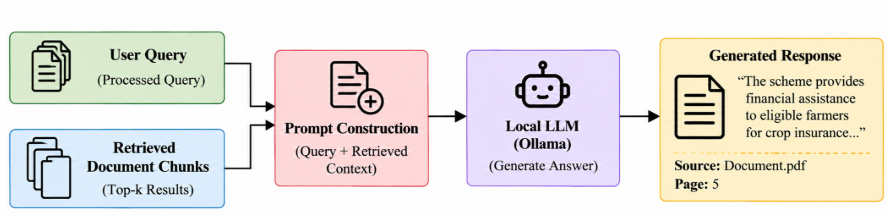 User Query
(Processed Query)
Retrieved
Document Chunks
(Top-k Results)
Prompt Construction
(Query + Retrieved
Context)
Local LLM
(Ollama)
(Generate Answer)
Generated Response
“The scheme provides
financial assistance
to eligible farmers
for crop insurance...”
Source: Document.pdf
Page: 5